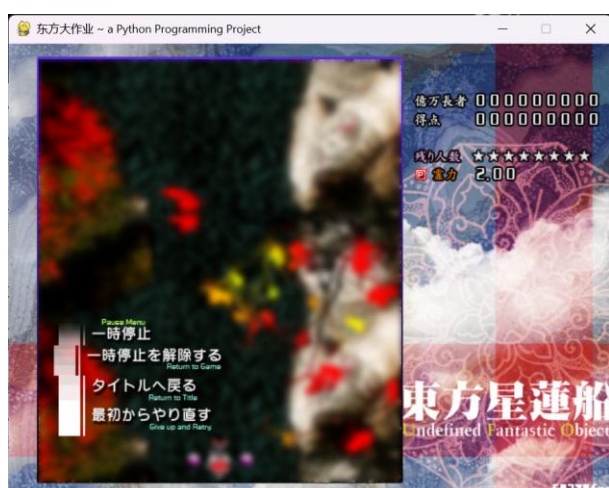 东方大作业 ~ a Python Programming Project
億万長者 000000000
得点 000000000
残り人数 ★★★★★★★★
P 霊力 2.00
Pause Menu
一時停止
一時停止を解除する
Return to Game
タイトルへ戻る
Return to Title
最初からやり直す
Give up and Retry
東方星蓮船
Undefined Fantastic Object